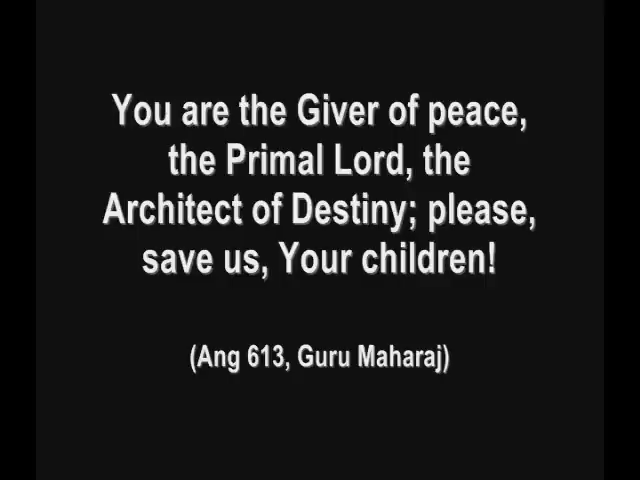 You are the Giver of peace,
the Primal Lord, the
Architect of Destiny; please,
save us, Your children!
(Ang 613, Guru Maharaj)